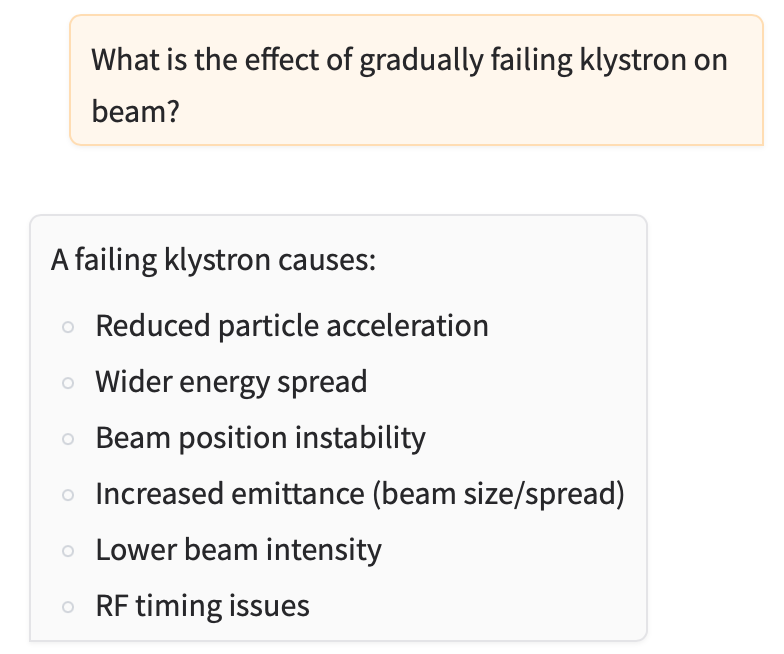 What is the effect of gradually failing klystron on
beam?
A failing klystron causes:
Reduced particle acceleration
Wider energy spread
Beam position instability
Increased emittance (beam size/spread)
Lower beam intensity
RF timing issues